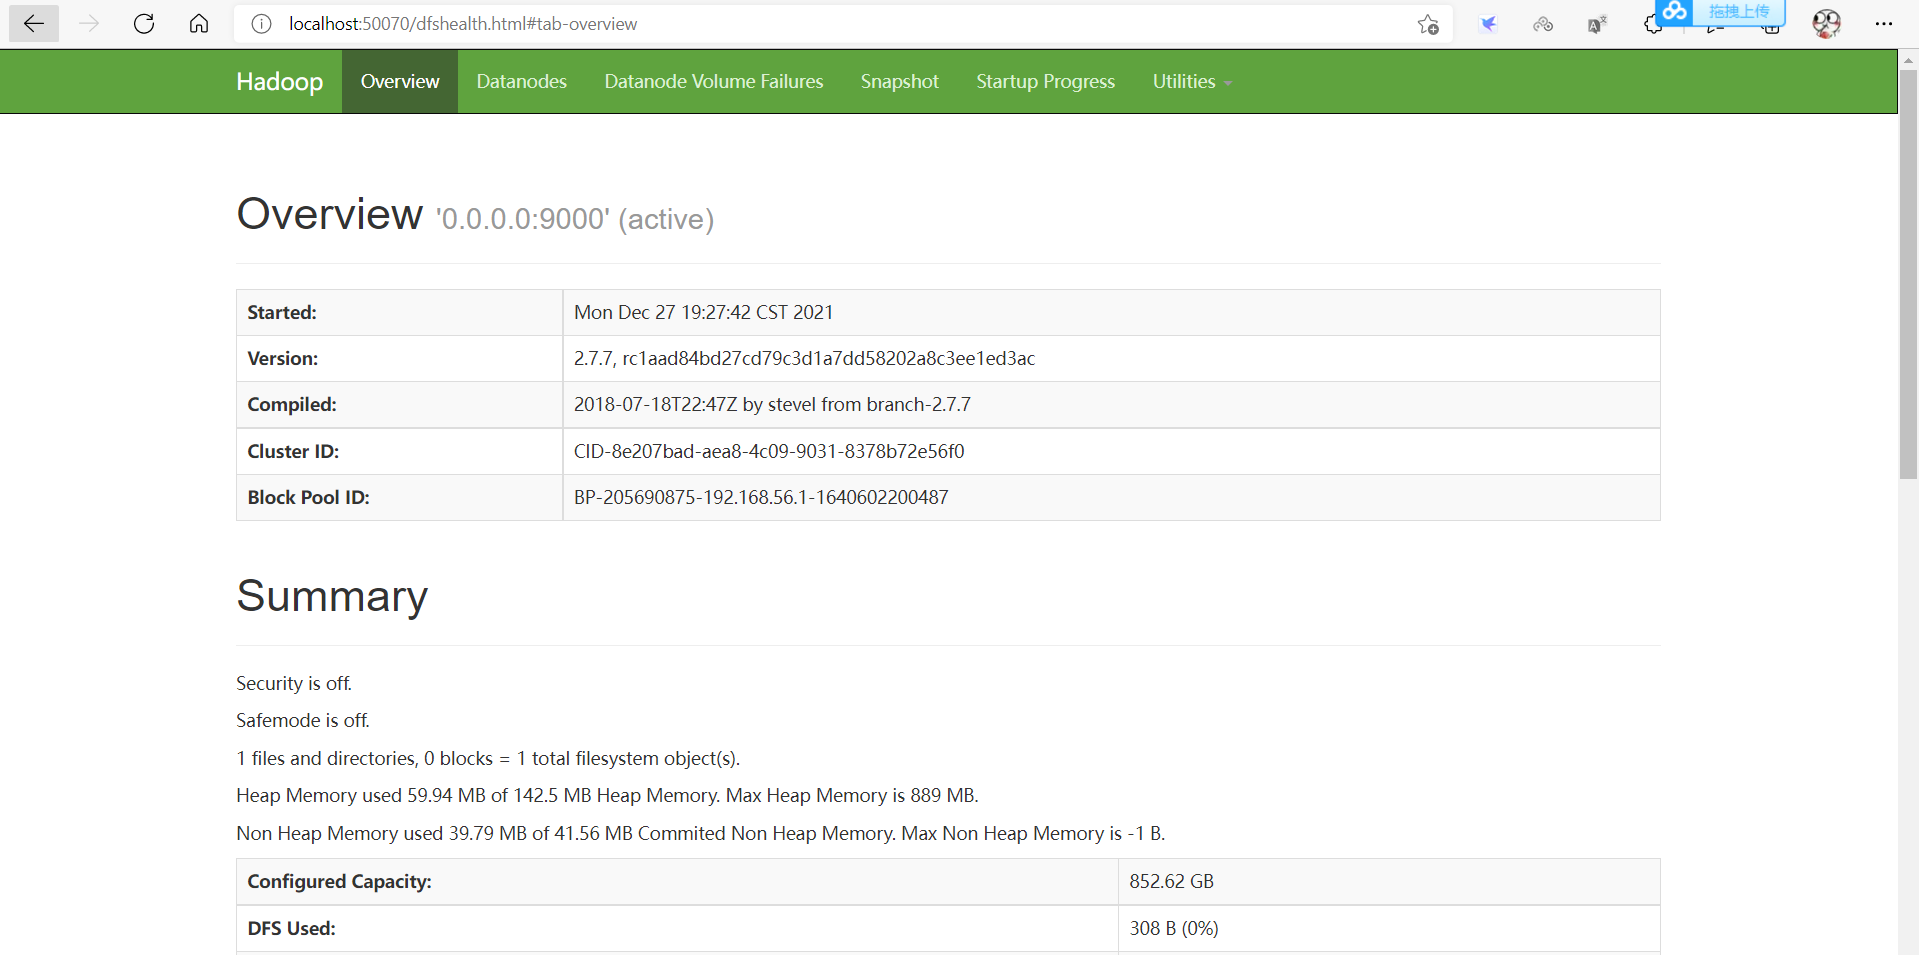 localhost:50070/dfshealth.html#tab-overview
拖拽上传
Hadoop Overview Datanodes Datanode Volume Failures Snapshot Startup Progress Utilities
Overview '0.0.0.0:9000' (active)
Started: Mon Dec 27 19:27:42 CST 2021
Version: 2.7.7, rc1aad84bd27cd79c3d1a7dd58202a8c3ee1ed3ac
Compiled: 2018-07-18T22:47Z by stevel from branch-2.7.7
Cluster ID: CID-8e207bad-aea8-4c09-9031-8378b72e56f0
Block Pool ID: BP-205690875-192.168.56.1-1640602200487
Summary
Security is off.
Safemode is off.
1 files and directories, 0 blocks = 1 total filesystem object(s).
Heap Memory used 59.94 MB of 142.5 MB Heap Memory. Max Heap Memory is 889 MB.
Non Heap Memory used 39.79 MB of 41.56 MB Commited Non Heap Memory. Max Non Heap Memory is -1 B.
Configured Capacity: 852.62 GB
DFS Used: 308 B (0%)